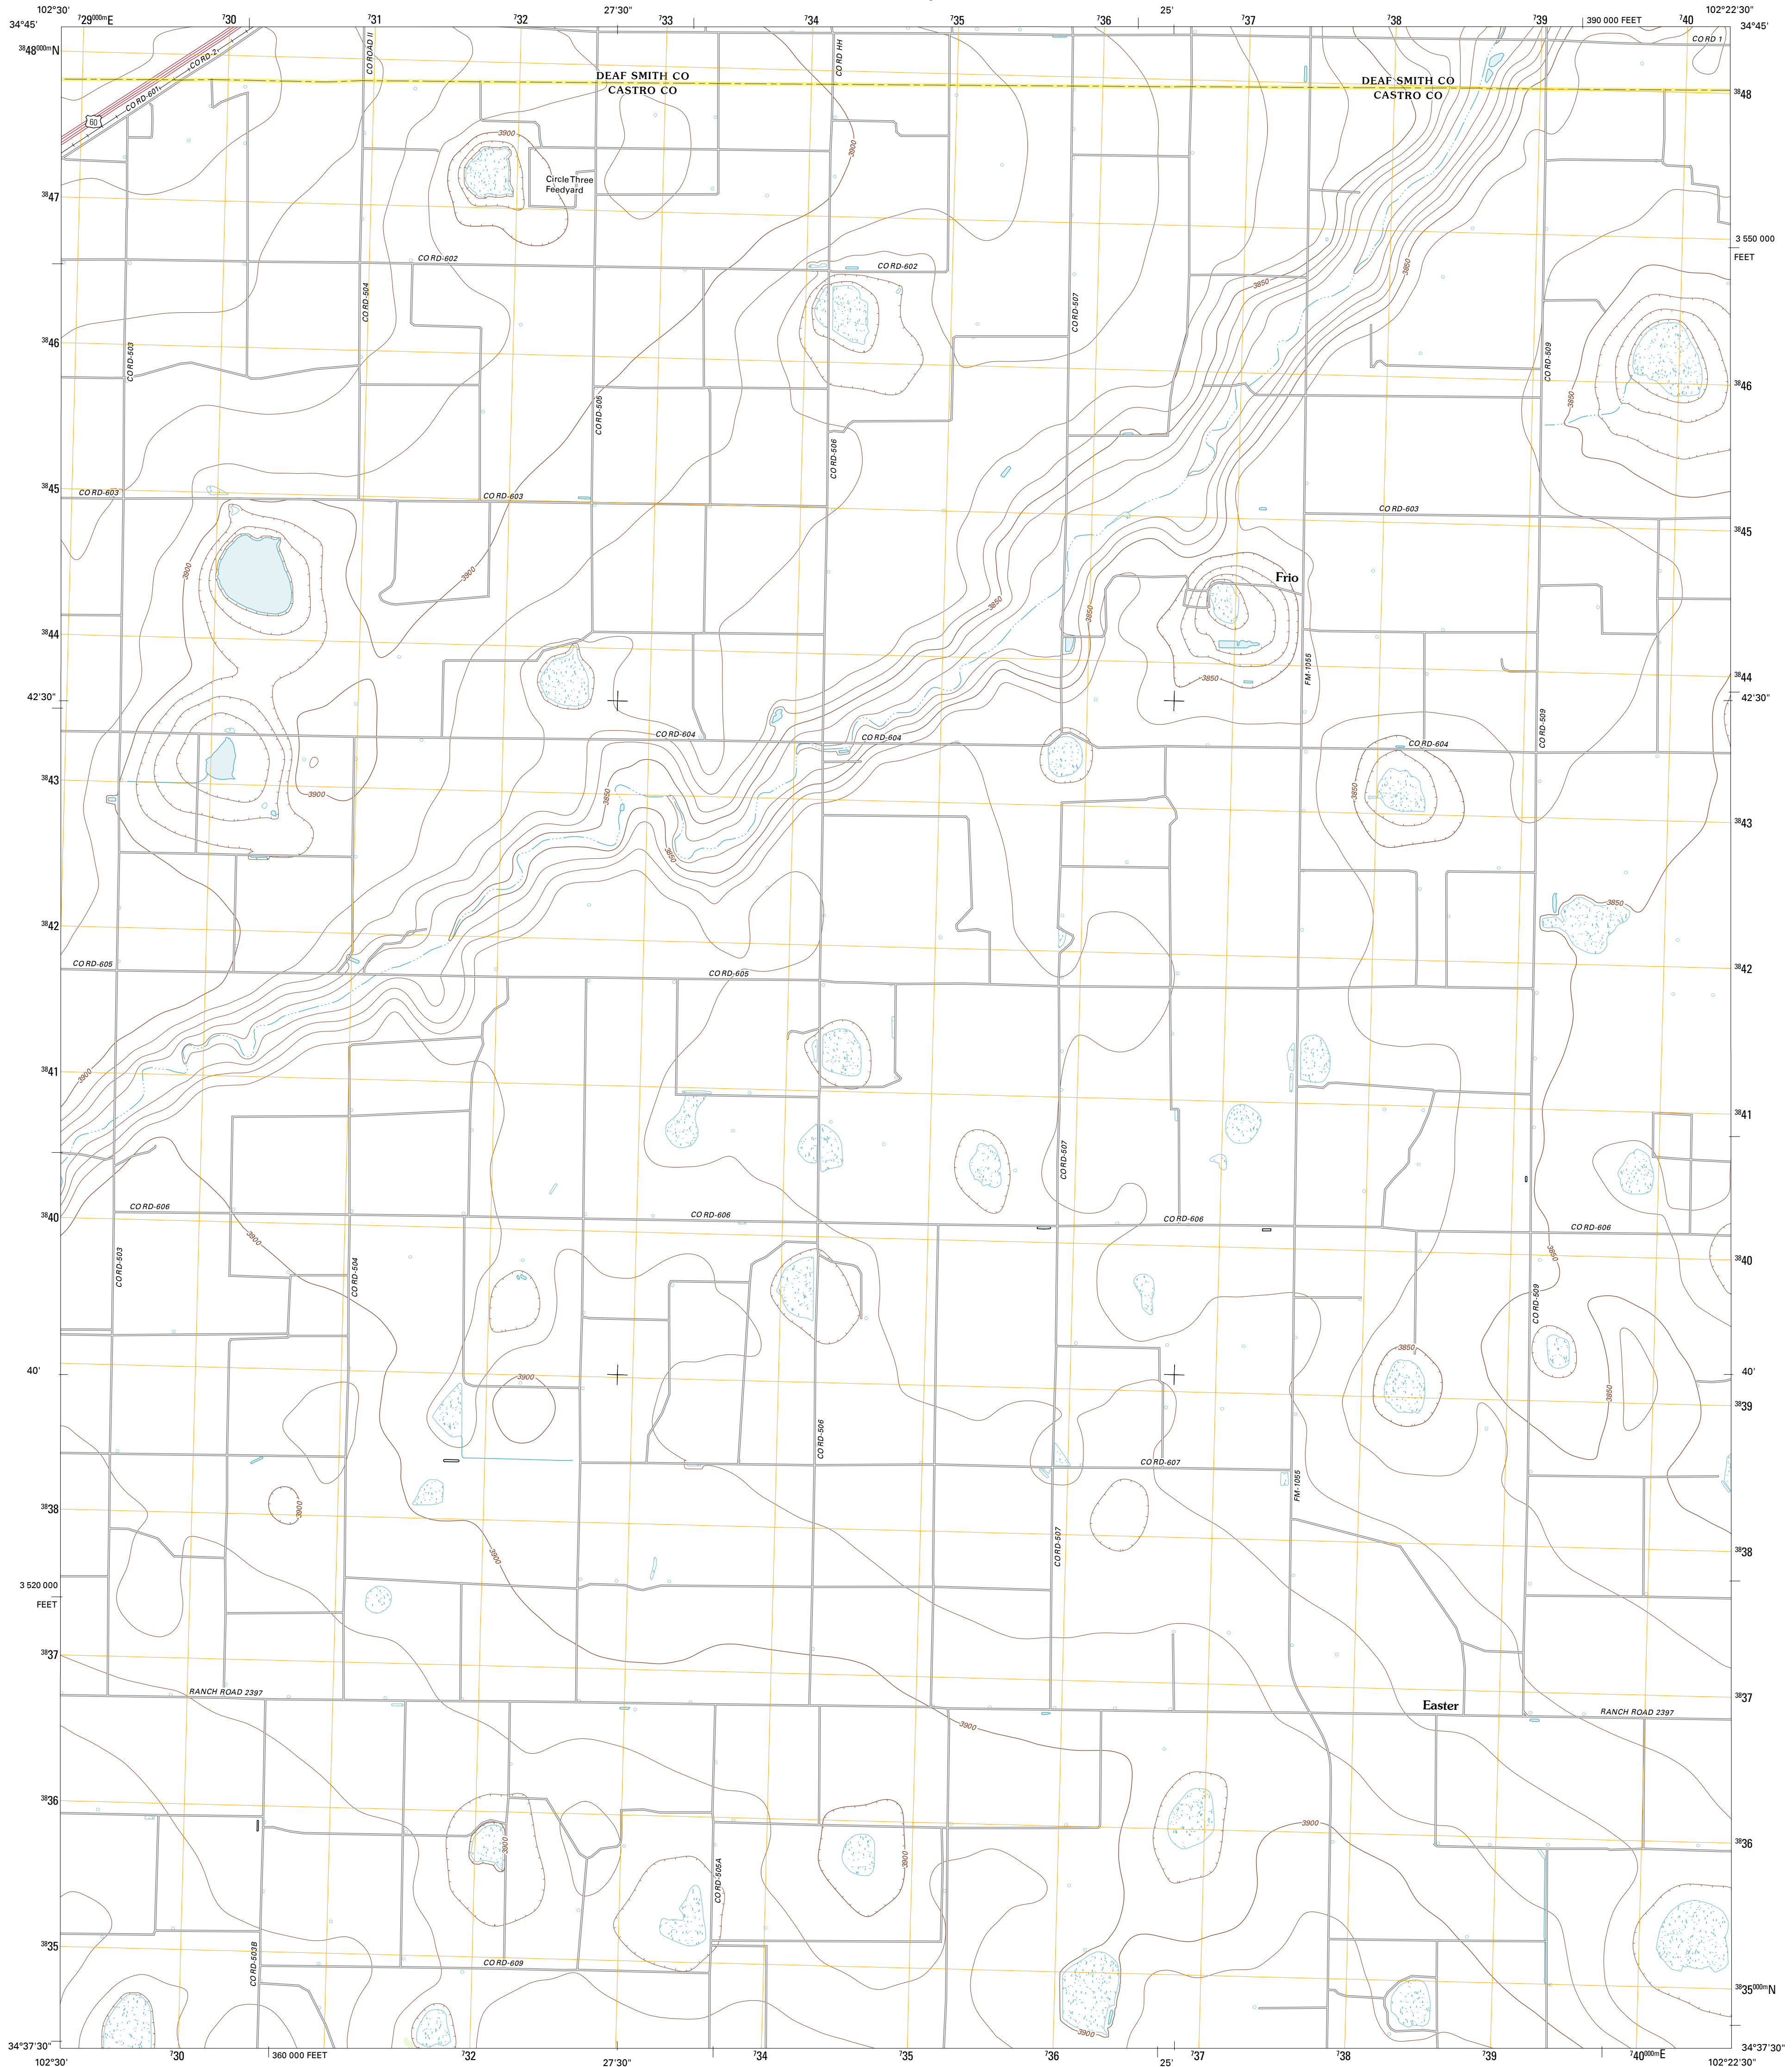 102°30'
⁷29⁰⁰⁰ᵐE
⁷30
⁷31
⁷32
27'30"
⁷33
⁷34
⁷35
⁷36
25'
⁷37
⁷38
⁷39
390 000 FEET
⁷40
102°22'30"
34°45'
34°45'
³⁸48⁰⁰⁰ᵐN
CO RD-2
CO ROAD II
CO RD HH
CO RD 1
DEAF SMITH CO
CASTRO CO
DEAF SMITH CO
CASTRO CO
³⁸48
CO RD-601
60
3900
3900
Circle Three
Feedyard
³⁸47
3 550 000
FEET
CO RD-602
CO RD-602
3850
3850
CO RD-504
CO RD-507
³⁸46
CO RD-503
CO RD-509
³⁸46
3850
CO RD-505
CO RD-506
³⁸45
CO RD-603
CO RD-603
CO RD-603
³⁸45
3900
3900
Frio
3850
3850
³⁸44
FM-1055
3850
³⁸44
42'30"
42'30"
CO RD-604
CO RD-604
CO RD-604
CO RD-509
³⁸43
3900
3850
3850
³⁸43
3850
3850
³⁸42
CO RD-605
CO RD-605
³⁸42
3900
³⁸41
³⁸41
CO RD-507
CO RD-606
CO RD-606
CO RD-606
CO RD-606
³⁸40
3900
3850
³⁸40
CO RD-503
CO RD-504
CO RD-509
3850
40'
40'
3900
3850
³⁸39
CO RD-506
CO RD-607
FM-1055
³⁸38
3900
3900
CO RD-507
³⁸38
3 520 000
FEET
³⁸37
RANCH ROAD 2397
Easter
³⁸37
RANCH ROAD 2397
3900
³⁸36
3900
3900
3900
³⁸36
CO RD-505A
³⁸35
CO RD-503B
CO RD-609
³⁸35⁰⁰⁰ᵐN
3900
34°37'30"
34°37'30"
102°30'
⁷30
360 000 FEET
⁷32
27'30"
⁷34
⁷35
⁷36
25'
⁷37
⁷38
⁷39
⁷40⁰⁰⁰ᵐE
102°22'30"